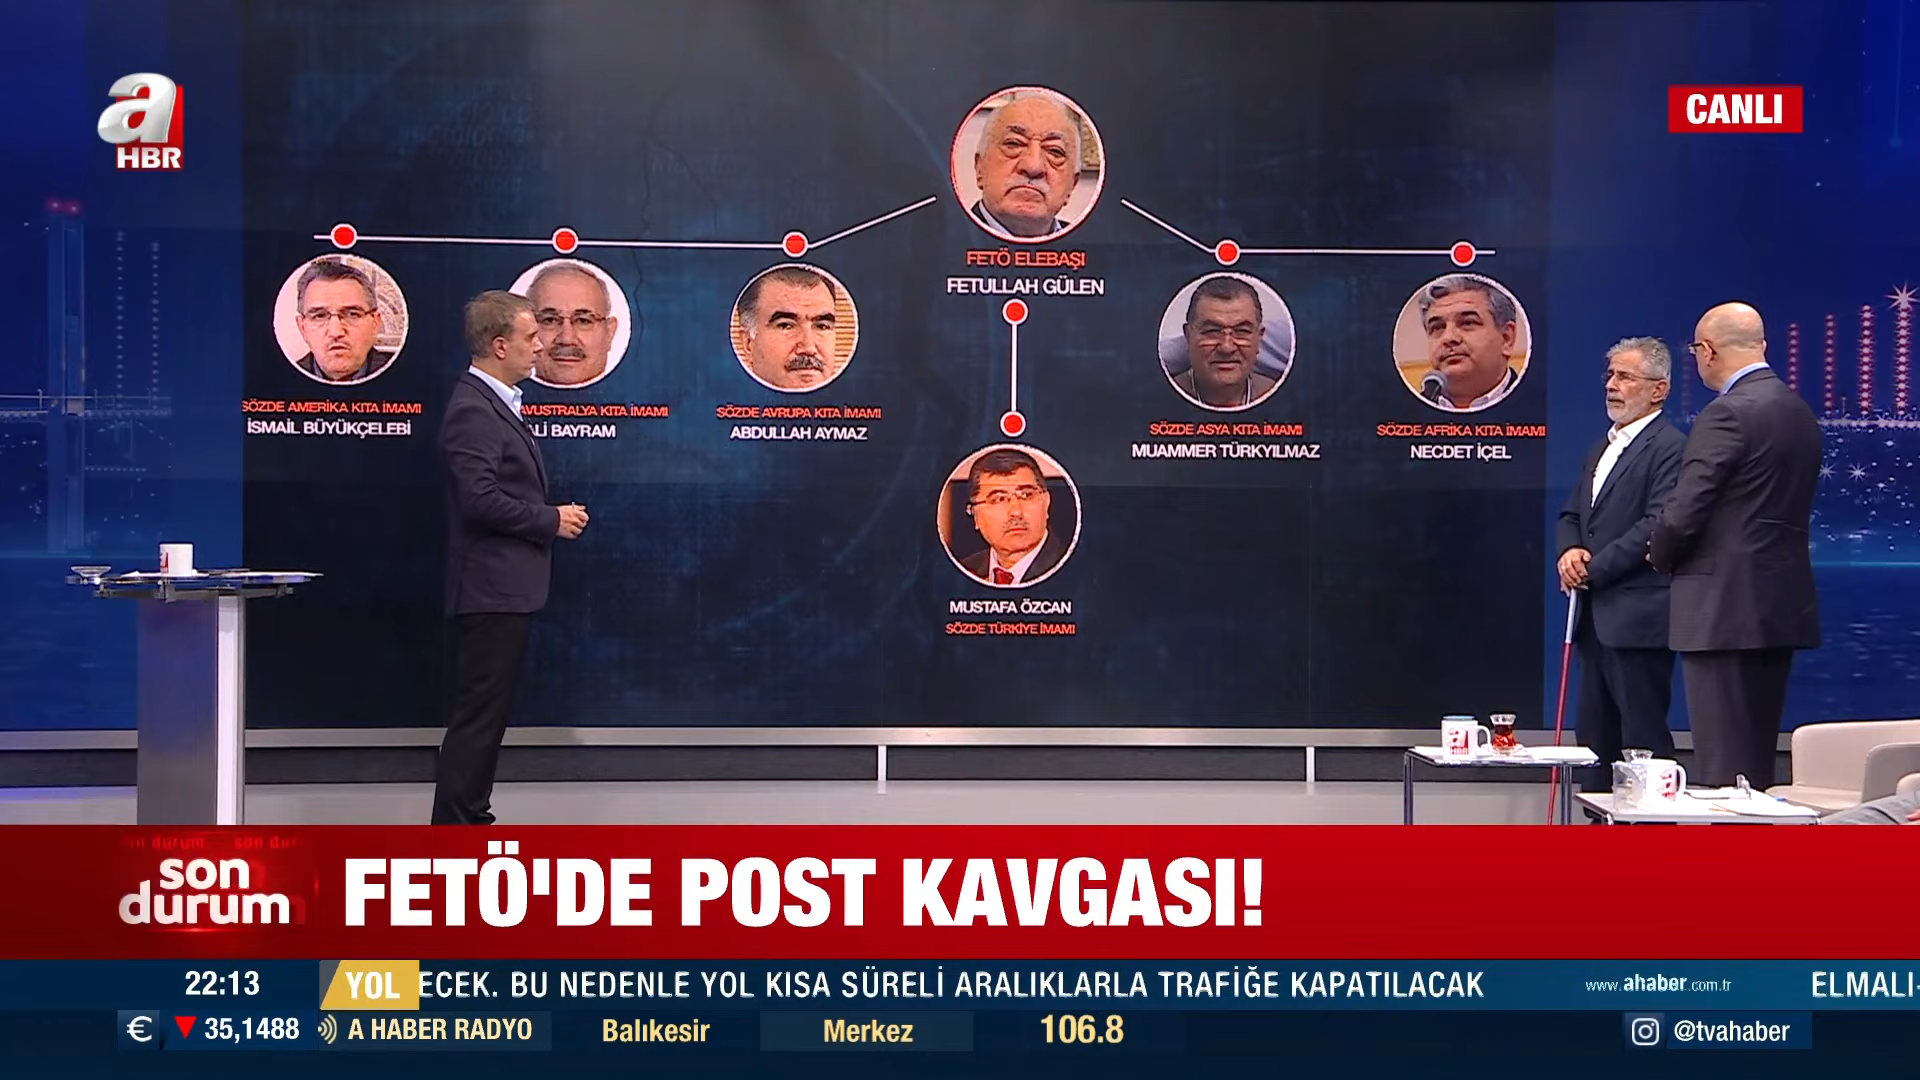 a
HBR
CANLI
FETÖ ELEBAŞI
FETULLAH GÜLEN
SÖZDE AMERİKA KITA İMAMI
İSMAİL BÜYÜKÇELEBİ
AVUSTRALYA KITA İMAMI
ALİ BAYRAM
SÖZDE AVRUPA KITA İMAMI
ABDULLAH AYMAZ
SÖZDE ASYA KITA İMAMI
MUAMMER TÜRKYILMAZ
SÖZDE AFRİKA KITA İMAMI
NECDET İÇEL
MUSTAFA ÖZCAN
SÖZDE TÜRKİYE İMAMI
a
HBR
son durum
FETÖ'DE POST KAVGASI!
22:13
YOL
ECEK. BU NEDENLE YOL KISA SÜRELİ ARALIKLARLA TRAFİĞE KAPATILACAK
www.ahaber.com.tr
ELMALI-
€ 35,1488
A HABER RADYO
Balıkesir
Merkez
106.8
@tvahaber